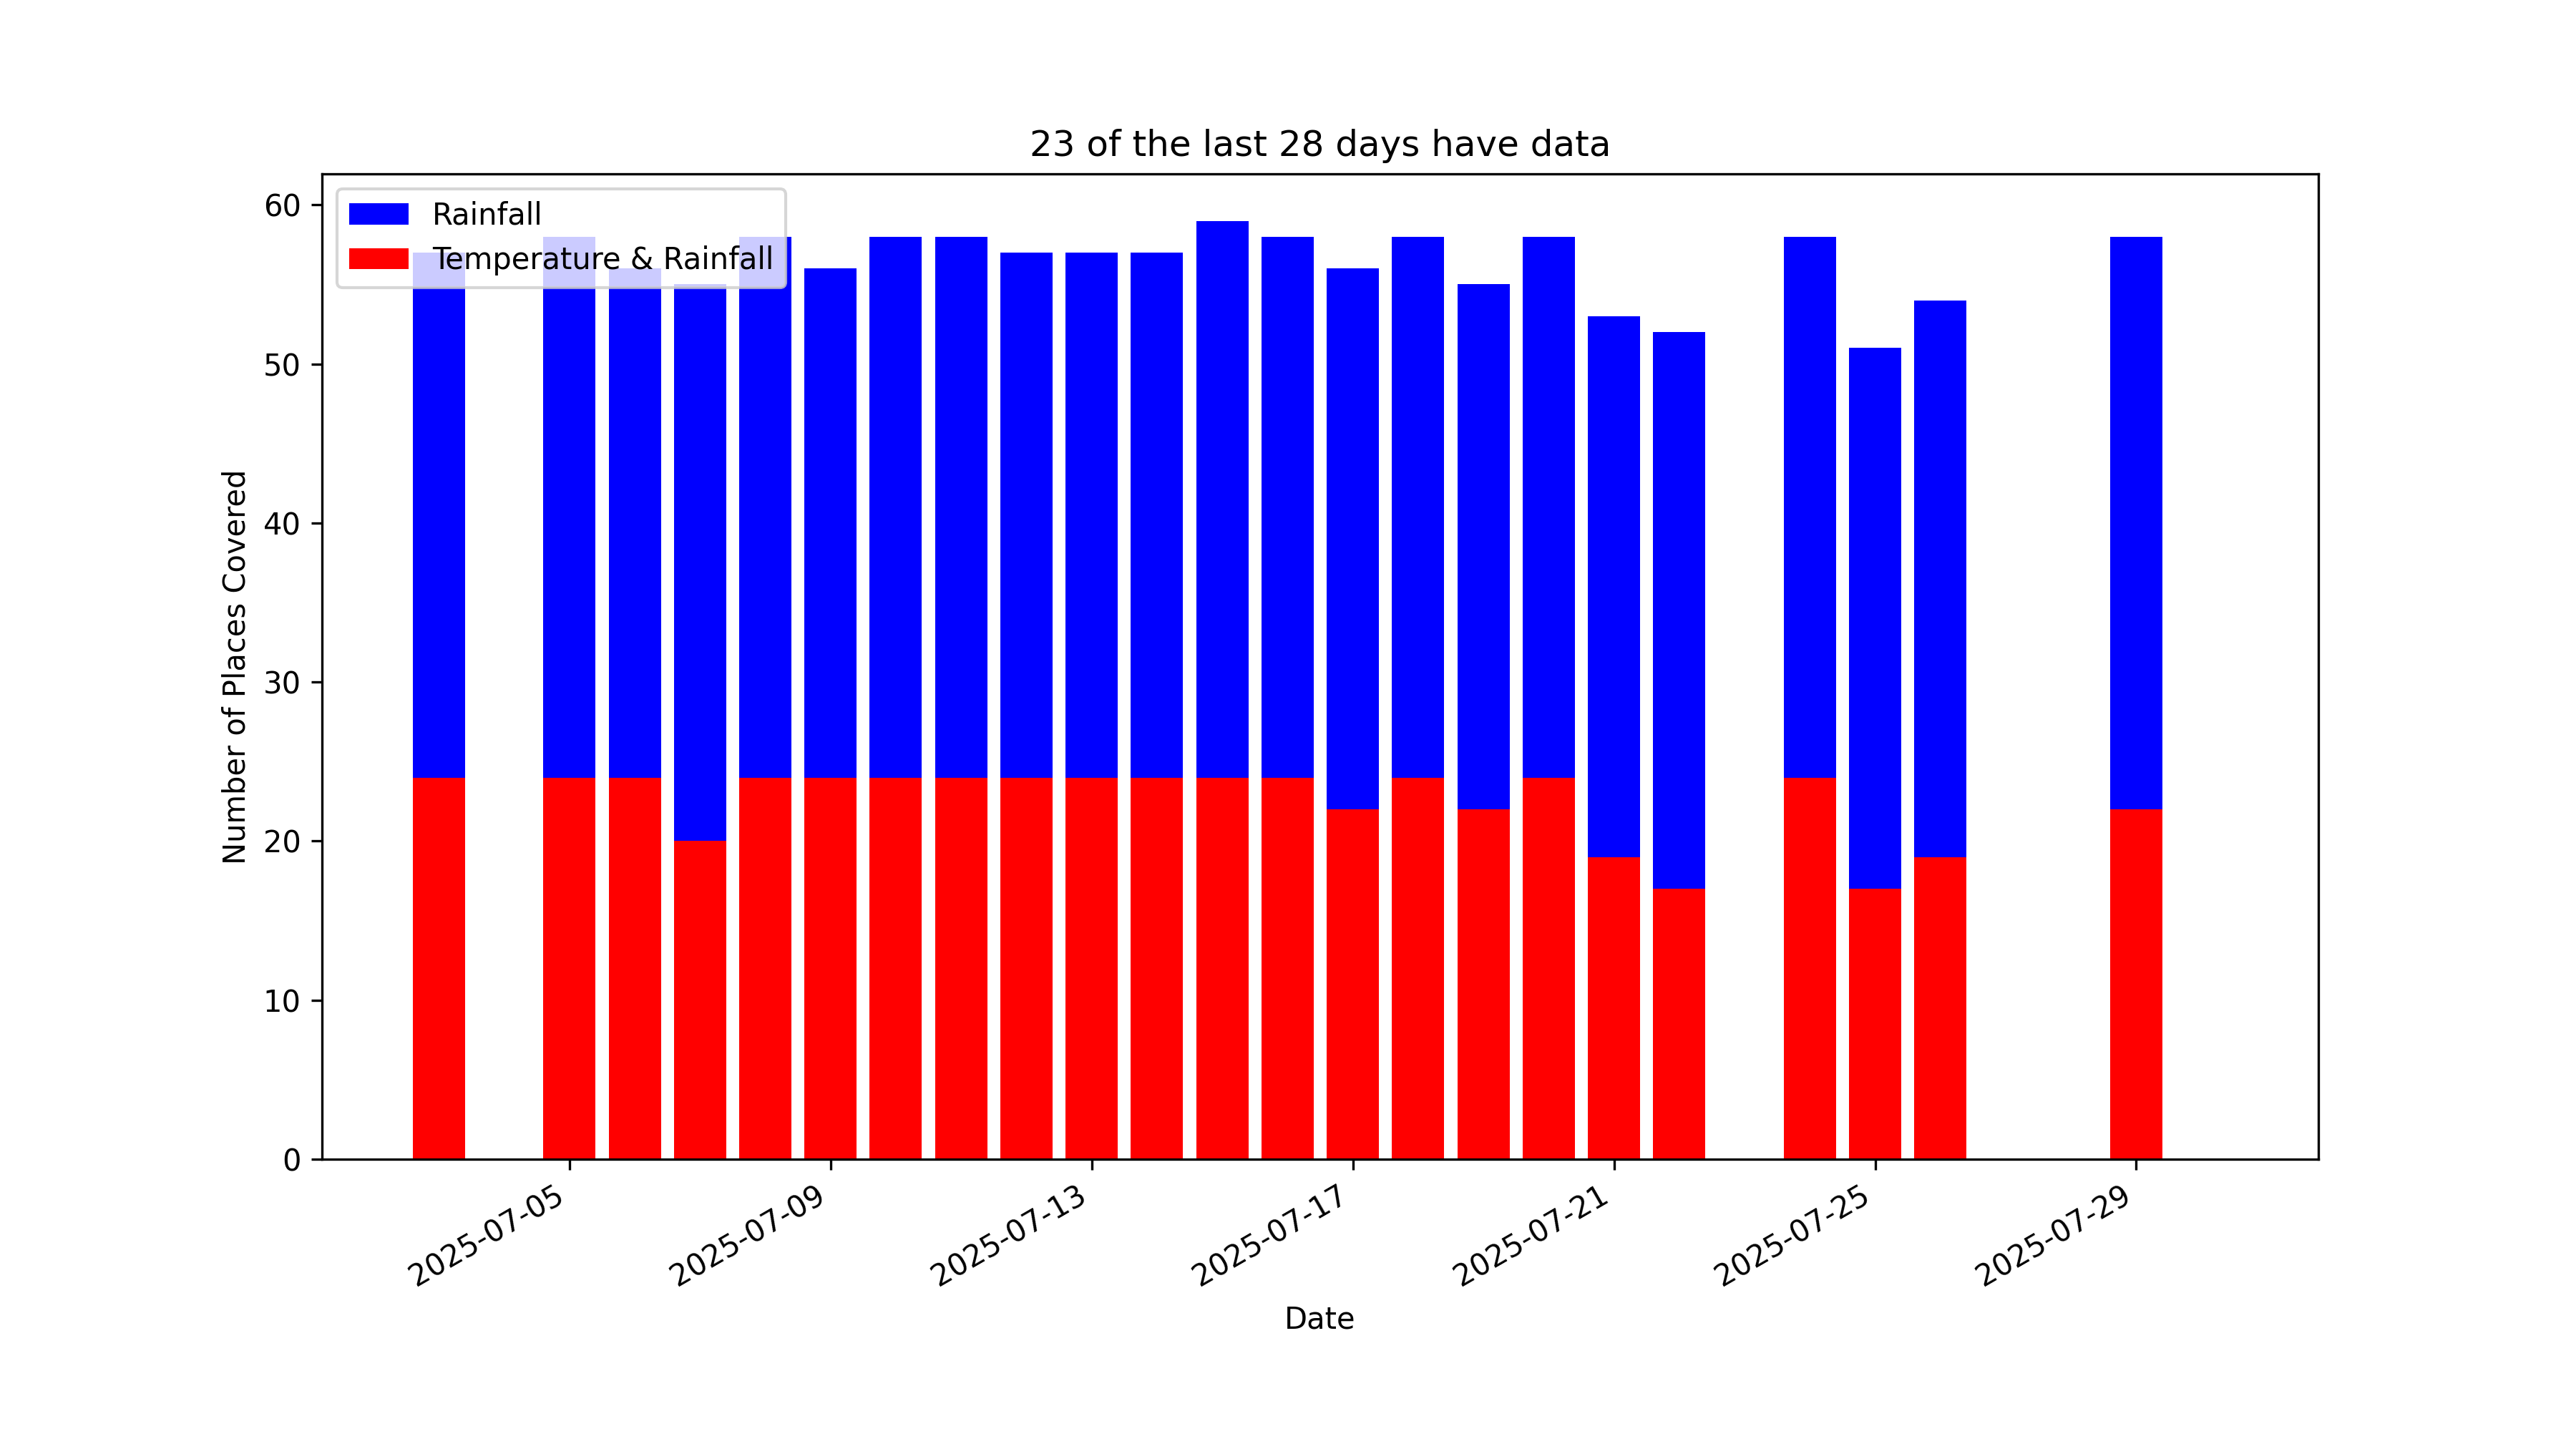 23 of the last 28 days have data
Rainfall
Temperature & Rainfall
Number of Places Covered
60
50
40
30
20
10
0
2025-07-05
2025-07-09
2025-07-13
2025-07-17
2025-07-21
2025-07-25
2025-07-29
Date